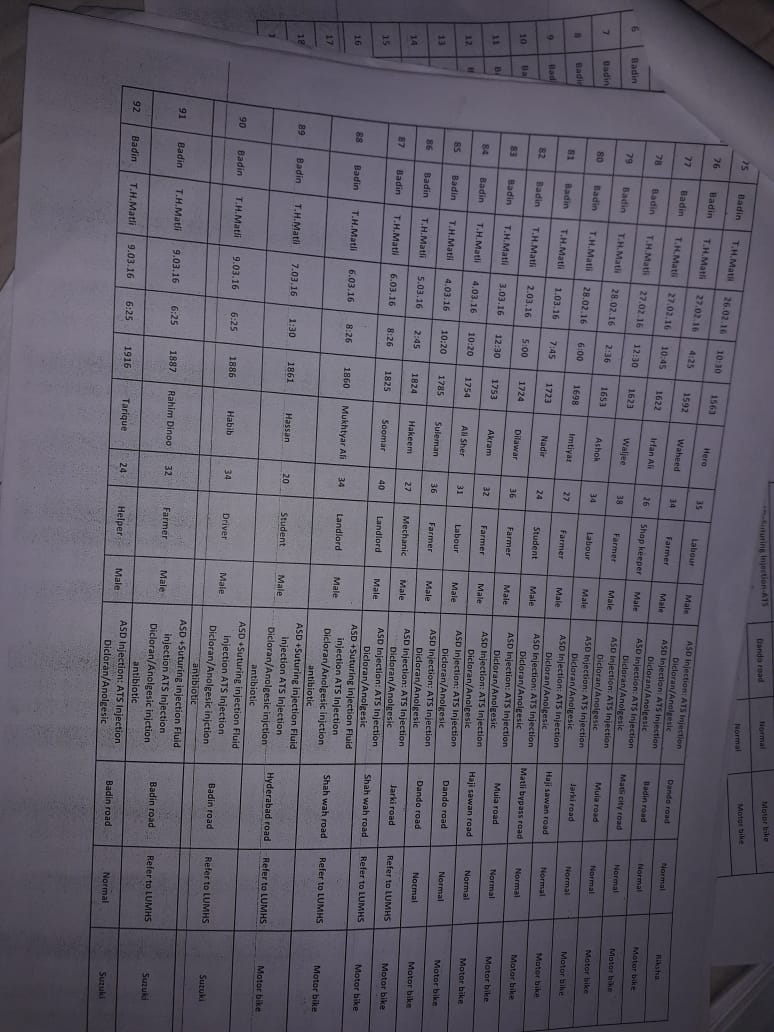 Suturing Injection-ATS Dando road Normal Motor bike
Normal Motor bike
75 Badin T.H.Matli 26.02.16 10:30 1563 Hero 35 Labour Male ASD Injection: ATS Injection Dando road Normal Riksha
Dicloran/Anolgesic
76 Badin T.H.Matli 27.02.16 4:25 1592 Waheed 34 Farmer Male ASD Injection: ATS Injection Badin road Normal Motor bike
Dicloran/Anolgesic
77 Badin T.H.Matli 27.02.16 10:45 1622 Irfan Ali 26 Shop keeper Male ASD Injection: ATS Injection Matli city road Normal Motor bike
Dicloran/Anolgesic
78 Badin T.H.Matli 27.02.16 12:30 1623 Waljee 38 Farmer Male ASD Injection: ATS Injection Muia road Normal Motor bike
Dicloran/Anolgesic
79 Badin T.H.Matli 28.02.16 2:36 1653 Ashok 34 Labour Male ASD Injection: ATS Injection Jarki road Normal Motor bike
Dicloran/Anolgesic
80 Badin T.H.Matli 28.02.16 6:00 1698 Imtiyaz 27 Farmer Male ASD Injection: ATS Injection Haji sawan road Normal Motor bike
Dicloran/Anolgesic
81 Badin T.H.Matli 1.03.16 7:45 1723 Nadir 24 Student Male ASD Injection: ATS Injection Matli bypass road Normal Motor bike
Dicloran/Anolgesic
82 Badin T.H.Matli 2.03.16 5:00 1724 Dilawar 36 Farmer Male ASD Injection: ATS Injection Muia road Normal Motor bike
Dicloran/Anolgesic
83 Badin T.H.Matli 3.03.16 12:30 1753 Akram 32 Farmer Male ASD Injection: ATS Injection Haji sawan road Normal Motor bike
Dicloran/Anolgesic
84 Badin T.H.Matli 4.03.16 10:20 1754 Ali Sher 31 Labour Male ASD Injection: ATS Injection Dando road Normal Motor bike
Dicloran/Anolgesic
85 Badin T.H.Matli 4.03.16 10:20 1785 Suleman 36 Farmer Male ASD Injection: ATS Injection Dando road Normal Motor bike
Dicloran/Anolgesic
86 Badin T.H.Matli 5.03.16 2:45 1824 Hakeem 27 Mechanic Male ASD Injection: ATS Injection Jarki road Refer to LUMHS Motor bike
Dicloran/Anolgesic
87 Badin T.H.Matli 6.03.16 8:26 1825 Soomar 40 Landlord Male ASD Injection: ATS Injection Shah wah road Refer to LUMHS Motor bike
Dicloran/Anolgesic
88 Badin T.H.Matli 6.03.16 8:26 1860 Mukhtyar Ali 34 Landlord Male ASD +Suturing injection Fluid Shah wah road Refer to LUMHS Motor bike
injection ATS Injection
Dicloran/Anolgesic injction
antibiotic
89 Badin T.H.Matli 7.03.16 1:30 1861 Hassan 20 Student Male ASD +Suturing injection Fluid Hyderabad road Refer to LUMHS Motor bike
injection ATS Injection
Dicloran/Anolgesic injction
antibiotic
90 Badin T.H.Matli 9.03.16 6:25 1886 Habib 34 Driver Male ASD +Suturing injection Fluid Badin road Refer to LUMHS Suzuki
injection ATS Injection
Dicloran/Anolgesic injction
antibiotic
91 Badin T.H.Matli 9.03.16 6:25 1887 Rahim Dinoo 32 Farmer Male ASD +Suturing injection Fluid Badin road Refer to LUMHS Suzuki
injection ATS Injection
Dicloran/Anolgesic injction
antibiotic
92 Badin T.H.Matli 9.03.16 6:25 1916 Tarique 24 Helper Male ASD Injection: ATS Injection Badin road Normal Suzuki
Dicloran/Anolgesic
6 Badin
7 Badin
8
9
10
11
12
13
14
15
16
17
18